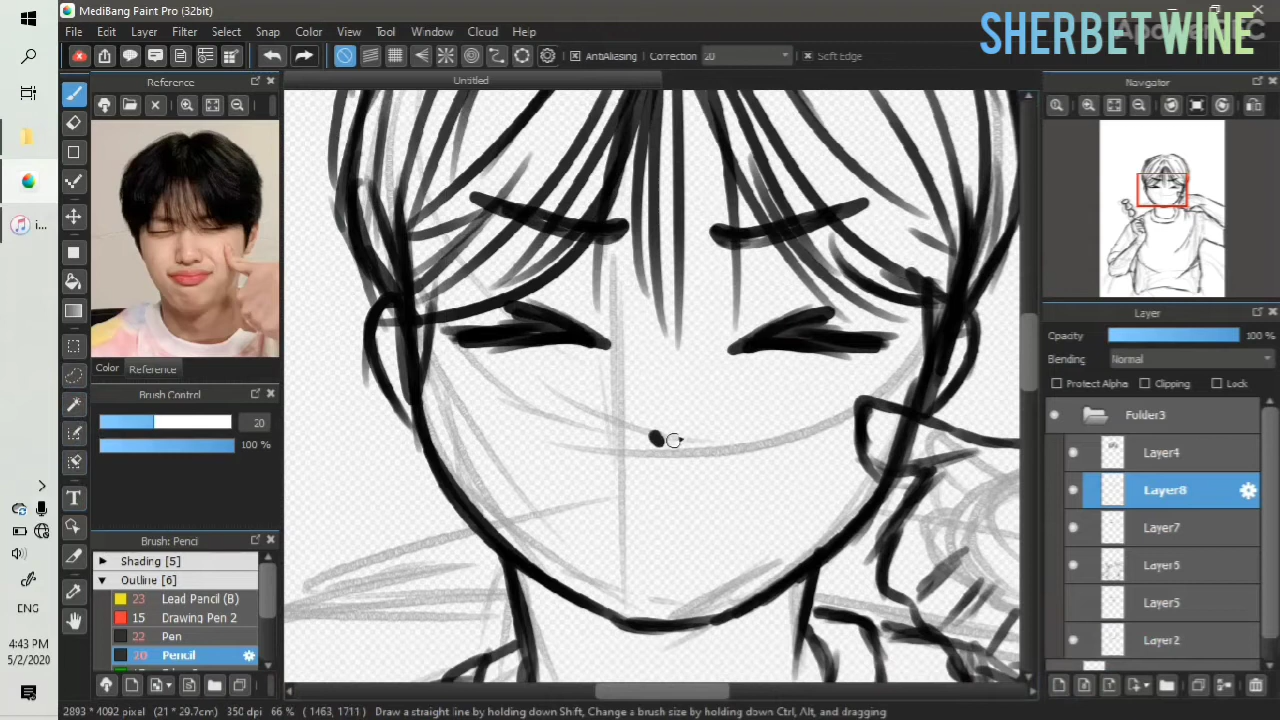 MediBang Paint Pro (32bit)
SHERBET WINE
File Edit Layer Filter Select Snap Color View Tool Window Cloud Help
AntiAliasing Correction 20 Soft Edge
Reference
Untitled
Navigator
Color Reference
Brush Control
20
100 %
Layer
Opacity 100 %
Bending Normal
Protect Alpha Clipping Lock
Folder3
Layer4
Layer8
Layer7
Layer6
Layer5
Layer2
Brush: Penci
Shading [5]
Outline [6]
23 Lead Pencil (B)
15 Drawing Pen 2
22 Pen
20 Pencil
i...
ENG
4:43 PM
5/2/2020
2893 * 4092 pixel (21 * 29.7cm) 350 dpi 66 % ( 1463, 1711 ) Draw a straight line by holding down Shift, Change a brush size by holding down Ctrl, Alt, and dragging